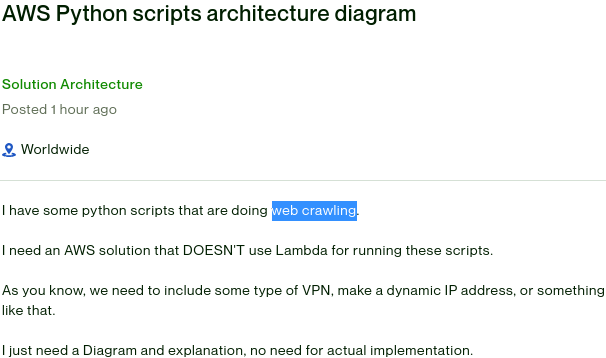 AWS Python scripts architecture diagram
Solution Architecture
Posted 1 hour ago
Worldwide
I have some python scripts that are doing web crawling.
I need an AWS solution that DOESN'T use Lambda for running these scripts.
As you know, we need to include some type of VPN, make a dynamic IP address, or something
like that.
I just need a Diagram and explanation, no need for actual implementation.